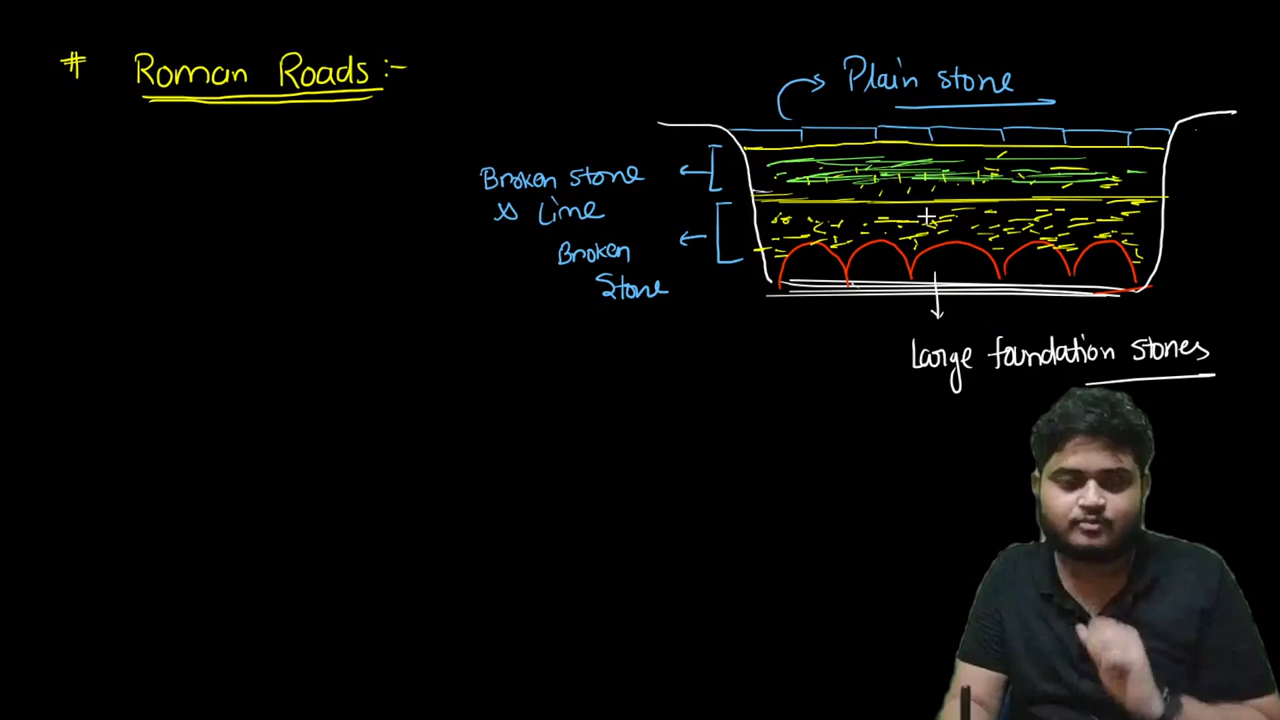 # Roman Roads :-
Plain stone
Broken stone
& Lime
Broken
Stone
Large foundation stones